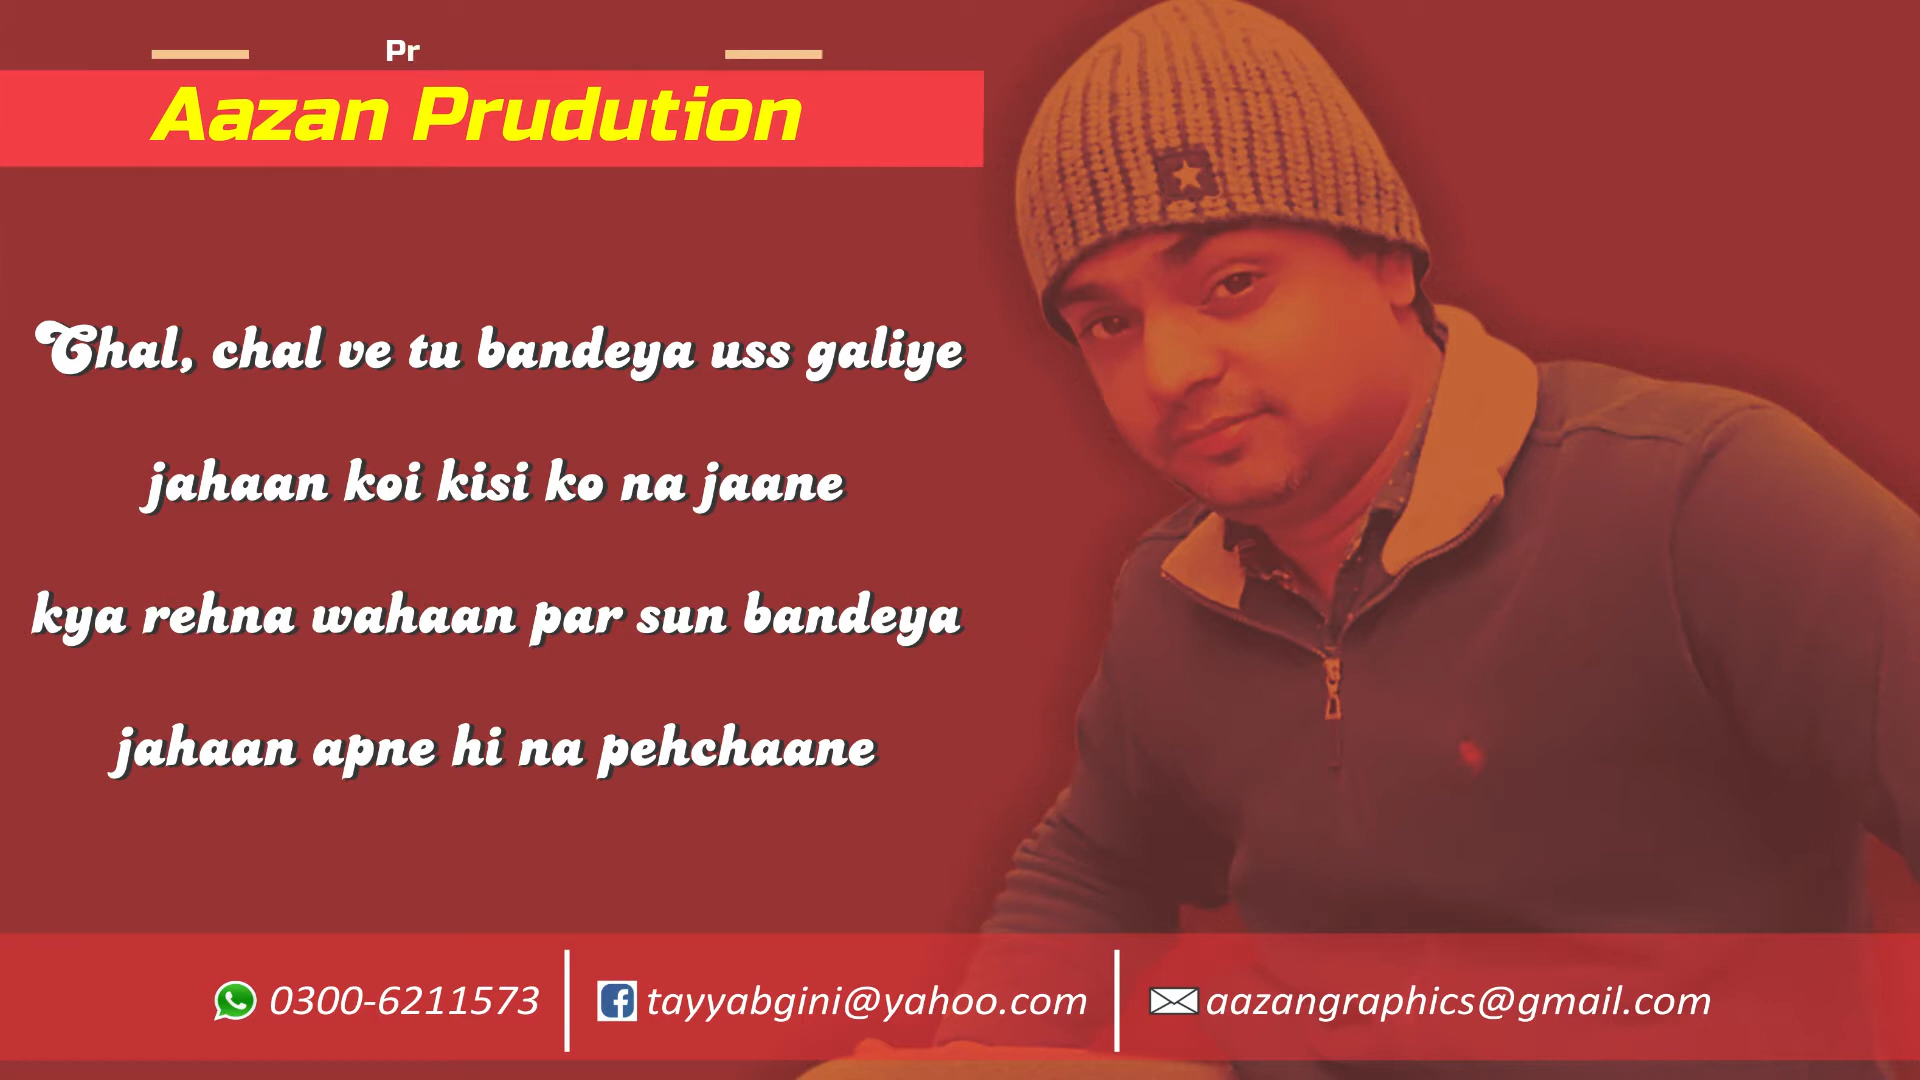 Pr
Aazan Prudution
Chal, chal ve tu bandeya uss galiye
jahaan koi kisi ko na jaane
kya rehna wahaan par sun bandeya
jahaan apne hi na pehchaane
0300-6211573
tayyabgini@yahoo.com
aazangraphics@gmail.com